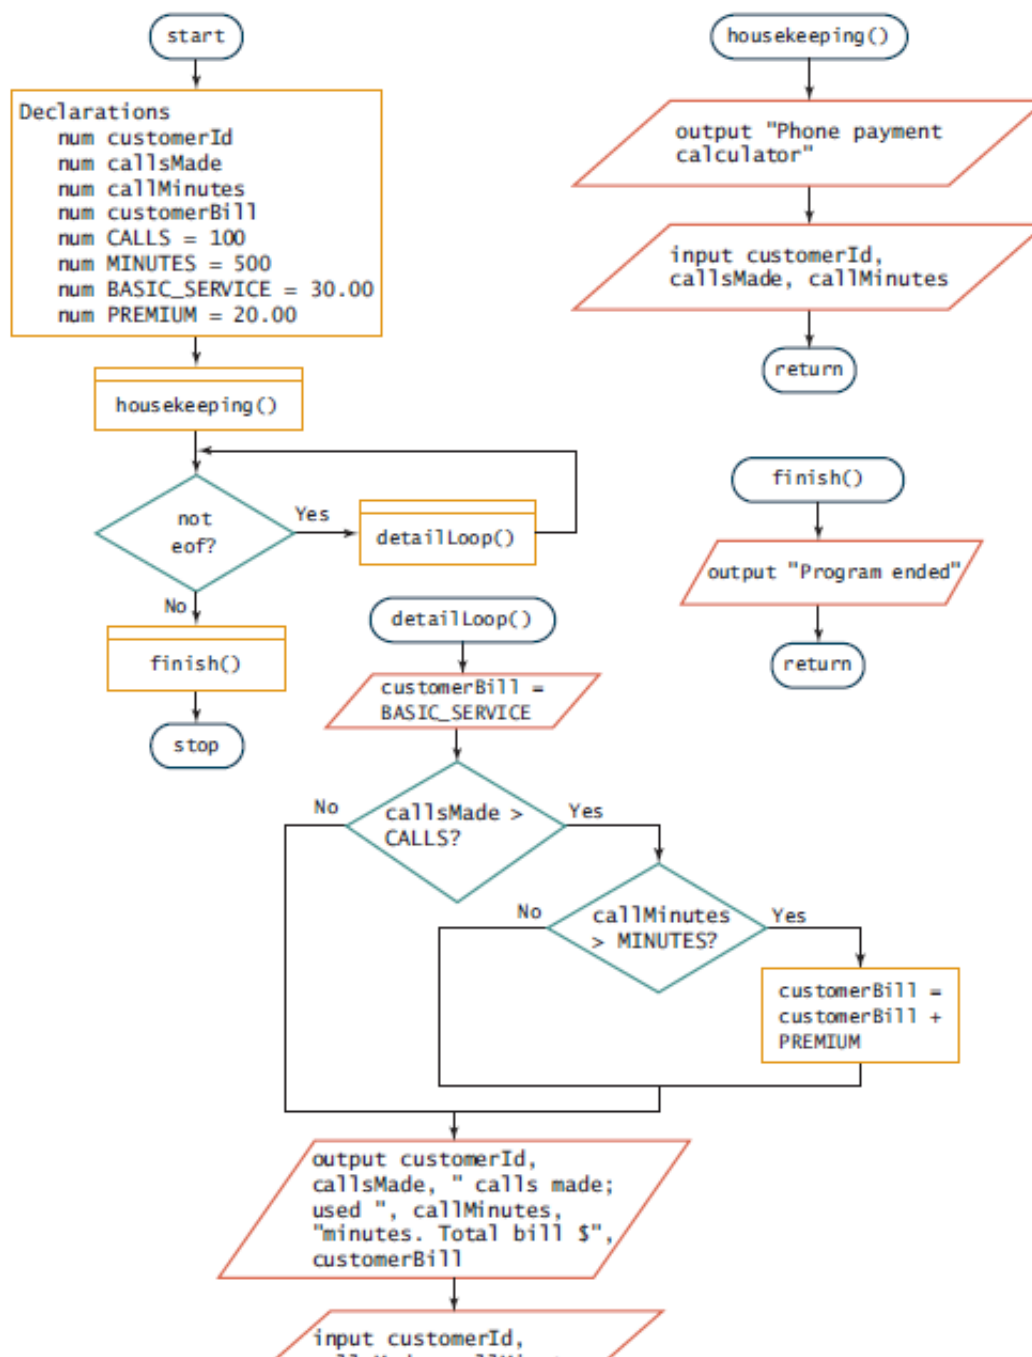 start
Declarations
num customerId
num callsMade
num callMinutes
num customerBill
num CALLS = 100
num MINUTES = 500
num BASIC_SERVICE = 30.00
num PREMIUM = 20.00
housekeeping()
not
eof?
Yes
detailLoop()
No
finish()
stop
housekeeping()
output "Phone payment
calculator"
input customerId,
callsMade, callMinutes
return
finish()
output "Program ended"
return
detailLoop()
customerBill =
BASIC_SERVICE
callsMade >
CALLS?
No
Yes
callMinutes
> MINUTES?
No
Yes
customerBill =
customerBill +
PREMIUM
output customerId,
callsMade, " calls made;
used ", callMinutes,
"minutes. Total bill $",
customerBill
input customerId,